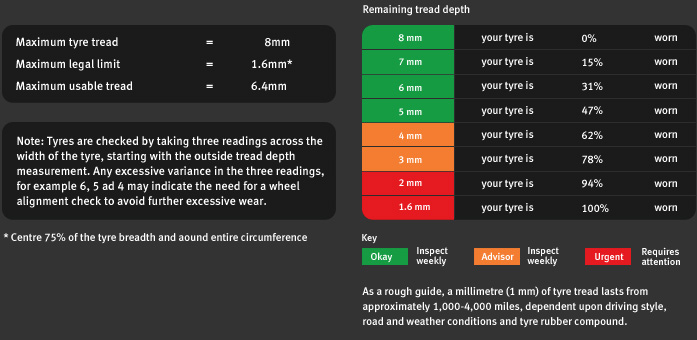 Maximum tyre tread = 8mm
Maximum legal limit = 1.6mm*
Maximum usable tread = 6.4mm
Note: Tyres are checked by taking three readings across the
width of the tyre, starting with the outside tread depth
measurement. Any excessive variance in the three readings,
for example 6, 5 ad 4 may indicate the need for a wheel
alignment check to avoid further excessive wear.
* Centre 75% of the tyre breadth and aound entire circumference
Remaining tread depth
8 mm your tyre is 0% worn
7 mm your tyre is 15% worn
6 mm your tyre is 31% worn
5 mm your tyre is 47% worn
4 mm your tyre is 62% worn
3 mm your tyre is 78% worn
2 mm your tyre is 94% worn
1.6 mm your tyre is 100% worn
Key
Okay Inspect weekly
Advisor Inspect weekly
Urgent Requires attention
As a rough guide, a millimetre (1 mm) of tyre tread lasts from
approximately 1,000-4,000 miles, dependent upon driving style,
road and weather conditions and tyre rubber compound.